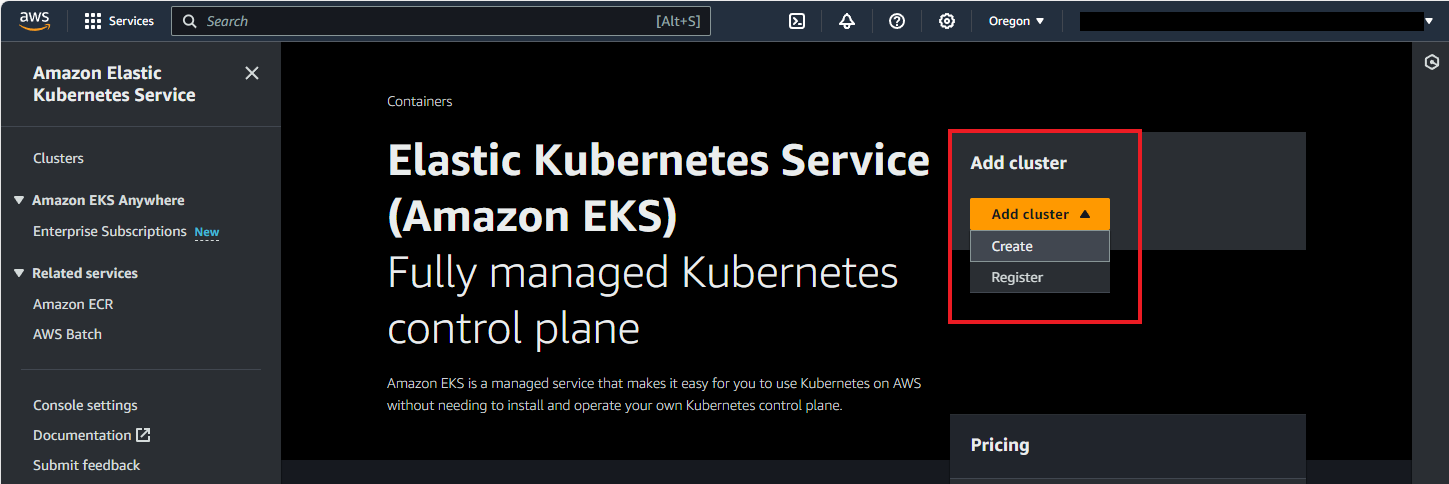 aws
Services
Search
[Alt+S]
Oregon
Amazon Elastic
Kubernetes Service
Clusters
Amazon EKS Anywhere
Enterprise Subscriptions New
Related services
Amazon ECR
AWS Batch
Console settings
Documentation
Submit feedback
Containers
Elastic Kubernetes Service
(Amazon EKS)
Fully managed Kubernetes
control plane
Amazon EKS is a managed service that makes it easy for you to use Kubernetes on AWS
without needing to install and operate your own Kubernetes control plane.
Add cluster
Add cluster
Create
Register
Pricing